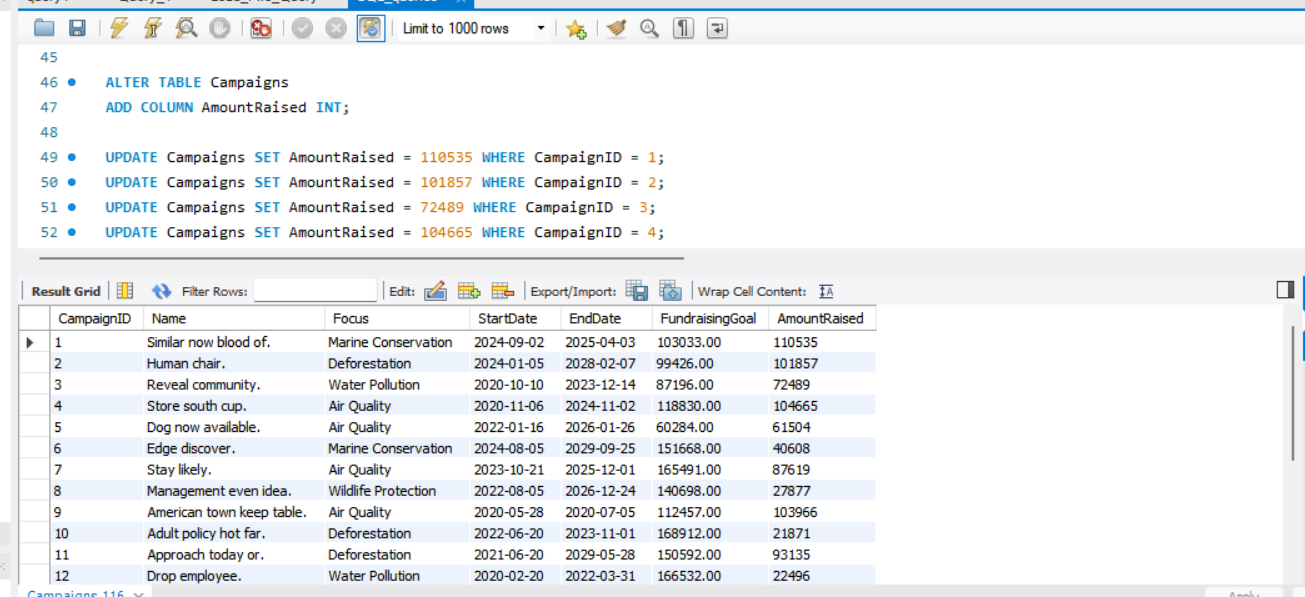 Limit to 1000 rows
45
46 ALTER TABLE Campaigns
47 ADD COLUMN AmountRaised INT;
48
49 UPDATE Campaigns SET AmountRaised = 110535 WHERE CampaignID = 1;
50 UPDATE Campaigns SET AmountRaised = 101857 WHERE CampaignID = 2;
51 UPDATE Campaigns SET AmountRaised = 72489 WHERE CampaignID = 3;
52 UPDATE Campaigns SET AmountRaised = 104665 WHERE CampaignID = 4;
Result Grid Filter Rows: Edit: Export/Import: Wrap Cell Content:
CampaignID Name Focus StartDate EndDate FundraisingGoal AmountRaised
1 Similar now blood of. Marine Conservation 2024-09-02 2025-04-03 103033.00 110535
2 Human chair. Deforestation 2024-01-05 2028-02-07 99426.00 101857
3 Reveal community. Water Pollution 2020-10-10 2023-12-14 87196.00 72489
4 Store south cup. Air Quality 2020-11-06 2024-11-02 118830.00 104665
5 Dog now available. Air Quality 2022-01-16 2026-01-26 60284.00 61504
6 Edge discover. Marine Conservation 2024-08-05 2029-09-25 151668.00 40608
7 Stay likely. Air Quality 2023-10-21 2025-12-01 165491.00 87619
8 Management even idea. Wildlife Protection 2022-08-05 2026-12-24 140698.00 27877
9 American town keep table. Air Quality 2020-05-28 2020-07-05 112457.00 103966
10 Adult policy hot far. Deforestation 2022-06-20 2023-11-01 168912.00 21871
11 Approach today or. Deforestation 2021-06-20 2029-05-28 150592.00 93135
12 Drop employee. Water Pollution 2020-02-20 2022-03-31 166532.00 22496
Campaigns 116 Apply